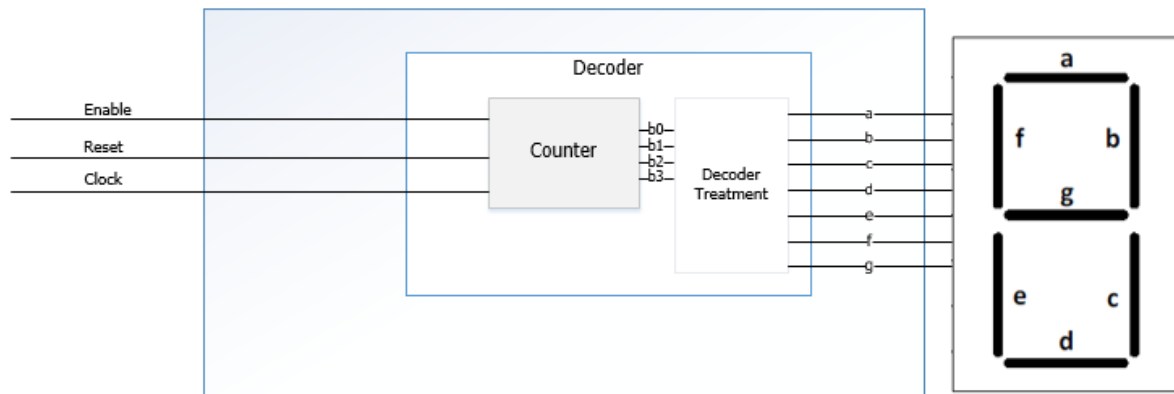 Decoder
Enable
Reset
Clock
Counter
b0
b1
b2
b3
Decoder
Treatment
a
b
c
d
e
f
g
a
f
b
g
e
c
d